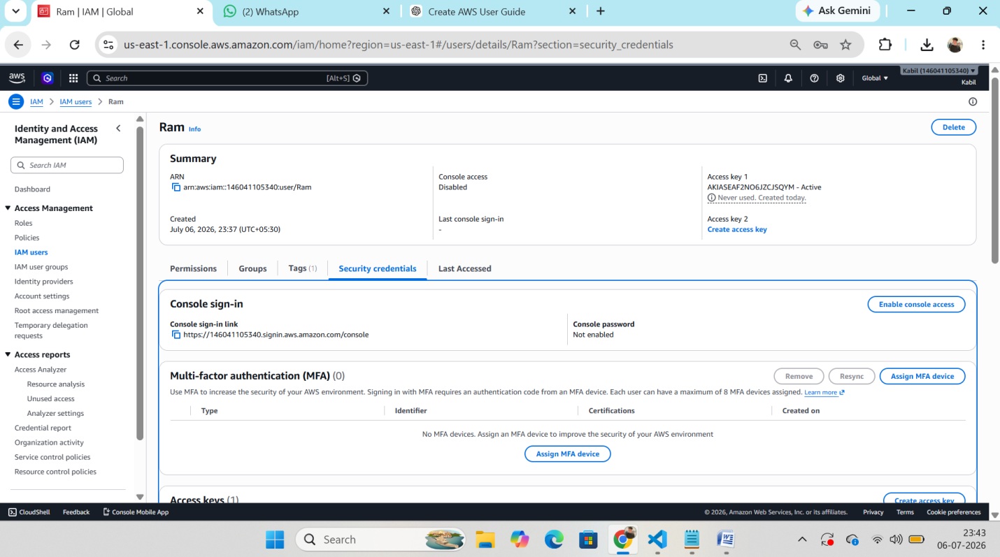 Ram | IAM | Global
(2) WhatsApp
Create AWS User Guide
Ask Gemini
us-east-1.console.aws.amazon.com/iam/home?region=us-east-1#/users/details/Ram?section=security_credentials
aws
Search
[Alt+S]
Global
Kabil (146041105340)
Kabil
IAM
IAM users
Ram
Identity and Access
Management (IAM)
Search IAM
Dashboard
Access Management
Roles
Policies
IAM users
IAM user groups
Identity providers
Account settings
Root access management
Temporary delegation
requests
Access reports
Access Analyzer
Resource analysis
Unused access
Analyzer settings
Credential report
Organization activity
Service control policies
Resource control policies
Ram Info
Delete
Summary
ARN
arn:aws:iam::146041105340:user/Ram
Created
July 06, 2026, 23:37 (UTC+05:30)
Console access
Disabled
Last console sign-in
-
Access key 1
AKIASEAF2NO6JZCJSQYM - Active
Never used. Created today.
Access key 2
Create access key
Permissions
Groups
Tags (1)
Security credentials
Last Accessed
Console sign-in
Enable console access
Console sign-in link
https://146041105340.signin.aws.amazon.com/console
Console password
Not enabled
Multi-factor authentication (MFA) (0)
Remove
Resync
Assign MFA device
Use MFA to increase the security of your AWS environment. Signing in with MFA requires an authentication code from an MFA device. Each user can have a maximum of 8 MFA devices assigned. Learn more
Type
Identifier
Certifications
Created on
No MFA devices. Assign an MFA device to improve the security of your AWS environment
Assign MFA device
Access keys (1)
Create access key
CloudShell
Feedback
Console Mobile App
© 2026, Amazon Web Services, Inc. or its affiliates.
Privacy
Terms
Cookie preferences
Search
23:43
06-07-2026